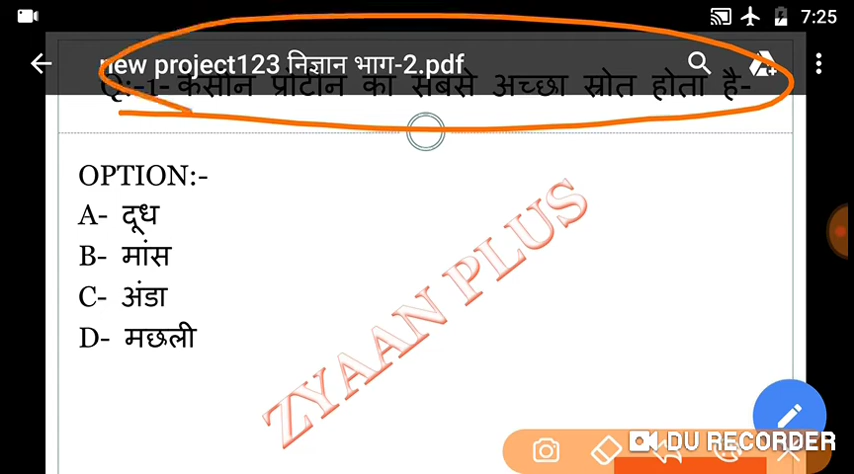 7:25
new project123 निज्ञान भाग-2.pdf
Q:-1- केसीन प्रोटीन का सबसे अच्छा स्रोत होता है-
OPTION:-
A- दूध
B- मांस
C- अंडा
D- मछली
ZYAAN PLUS
DU RECORDER